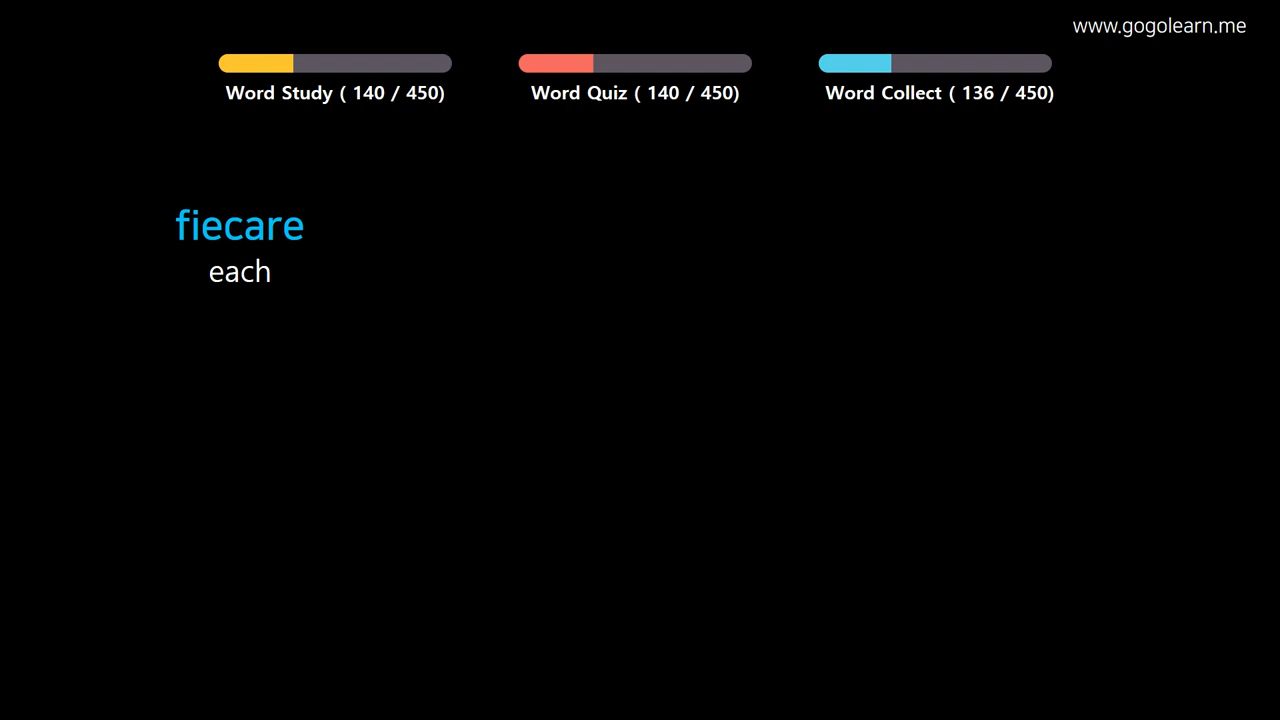 www.gogolearn.me
Word Study ( 140 / 450)
Word Quiz ( 140 / 450)
Word Collect ( 136 / 450)
fiecare
each